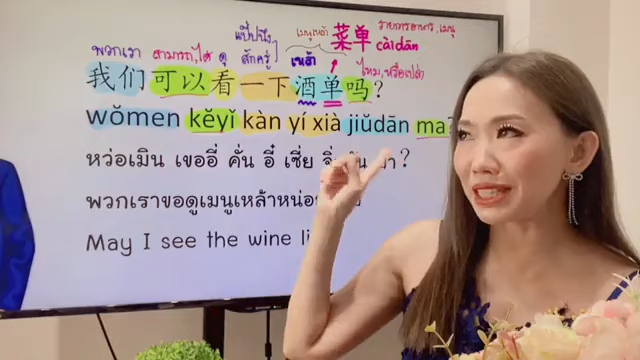 แป๊ปนึง,
สักครู่
เมนูเหล้า
菜单
càidān
รายการอาหาร, เมนู
พวกเรา สามารถ,ได้ ดู
เหล้า
ไหม, หรือเปล่า
我们可以看一下酒单吗?
wǒmen kěyǐ kàn yí xià jiǔdān ma?
หว่อเมิน เขออี่ คั่น อี๋ เซี่ย
พวกเราขอดูเมนูเหล้าหน่อย
May I see the wine